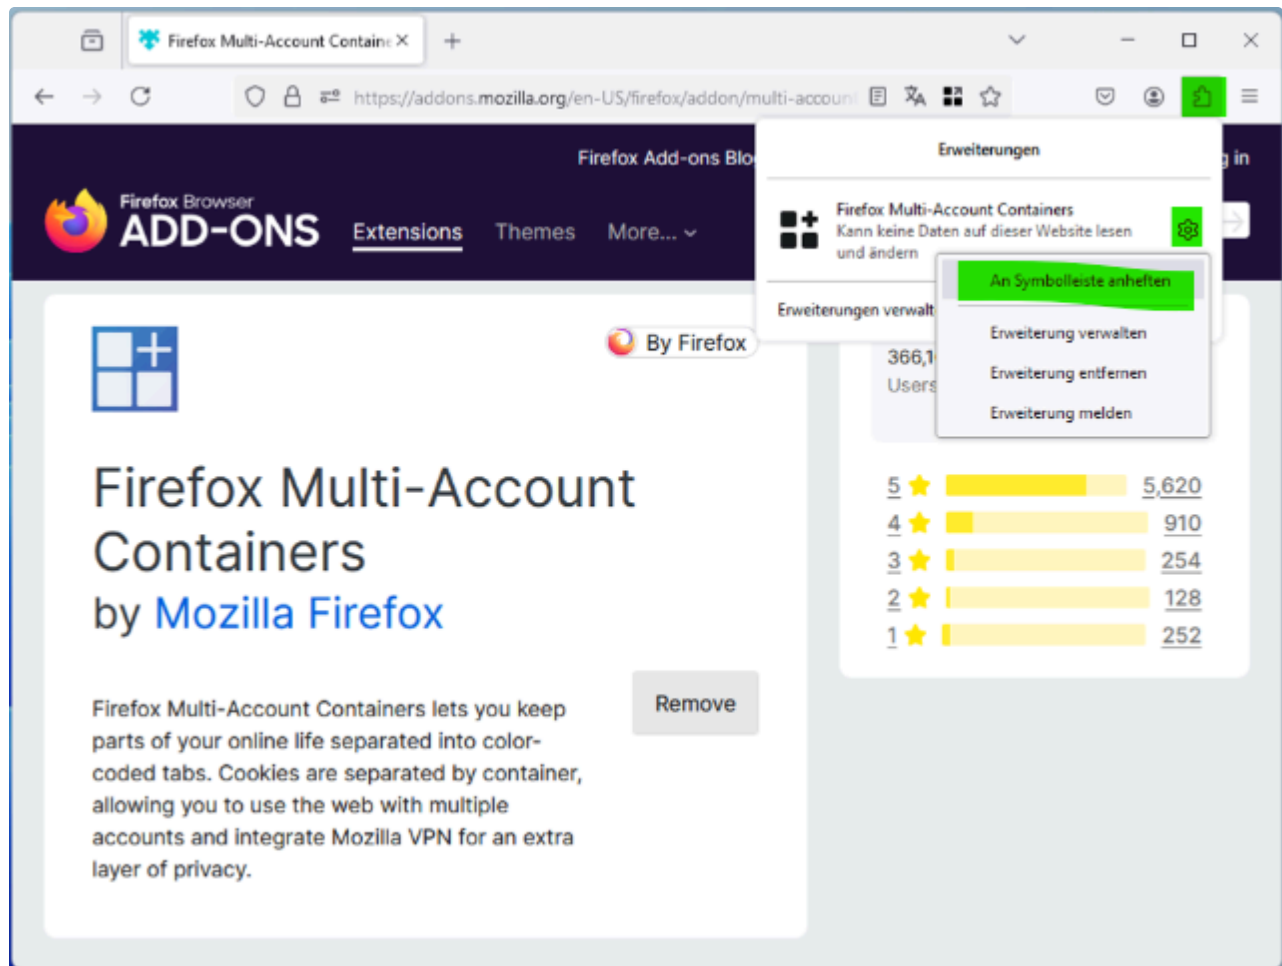 Firefox Multi-Account Containe
https://addons.mozilla.org/en-US/firefox/addon/multi-account
Firefox Add-ons Blo
g in
Erweiterungen
Firefox Browser
ADD-ONS
Extensions
Themes
More...
Firefox Multi-Account Containers
Kann keine Daten auf dieser Website lesen
und ändern
An Symbolleiste anheften
Erweiterungen verwalt
Erweiterung verwalten
Erweiterung entfernen
Erweiterung melden
By Firefox
366,1
Users
Firefox Multi-Account
Containers
by Mozilla Firefox
5 5,620
4 910
3 254
2 128
1 252
Remove
Firefox Multi-Account Containers lets you keep
parts of your online life separated into color-
coded tabs. Cookies are separated by container,
allowing you to use the web with multiple
accounts and integrate Mozilla VPN for an extra
layer of privacy.